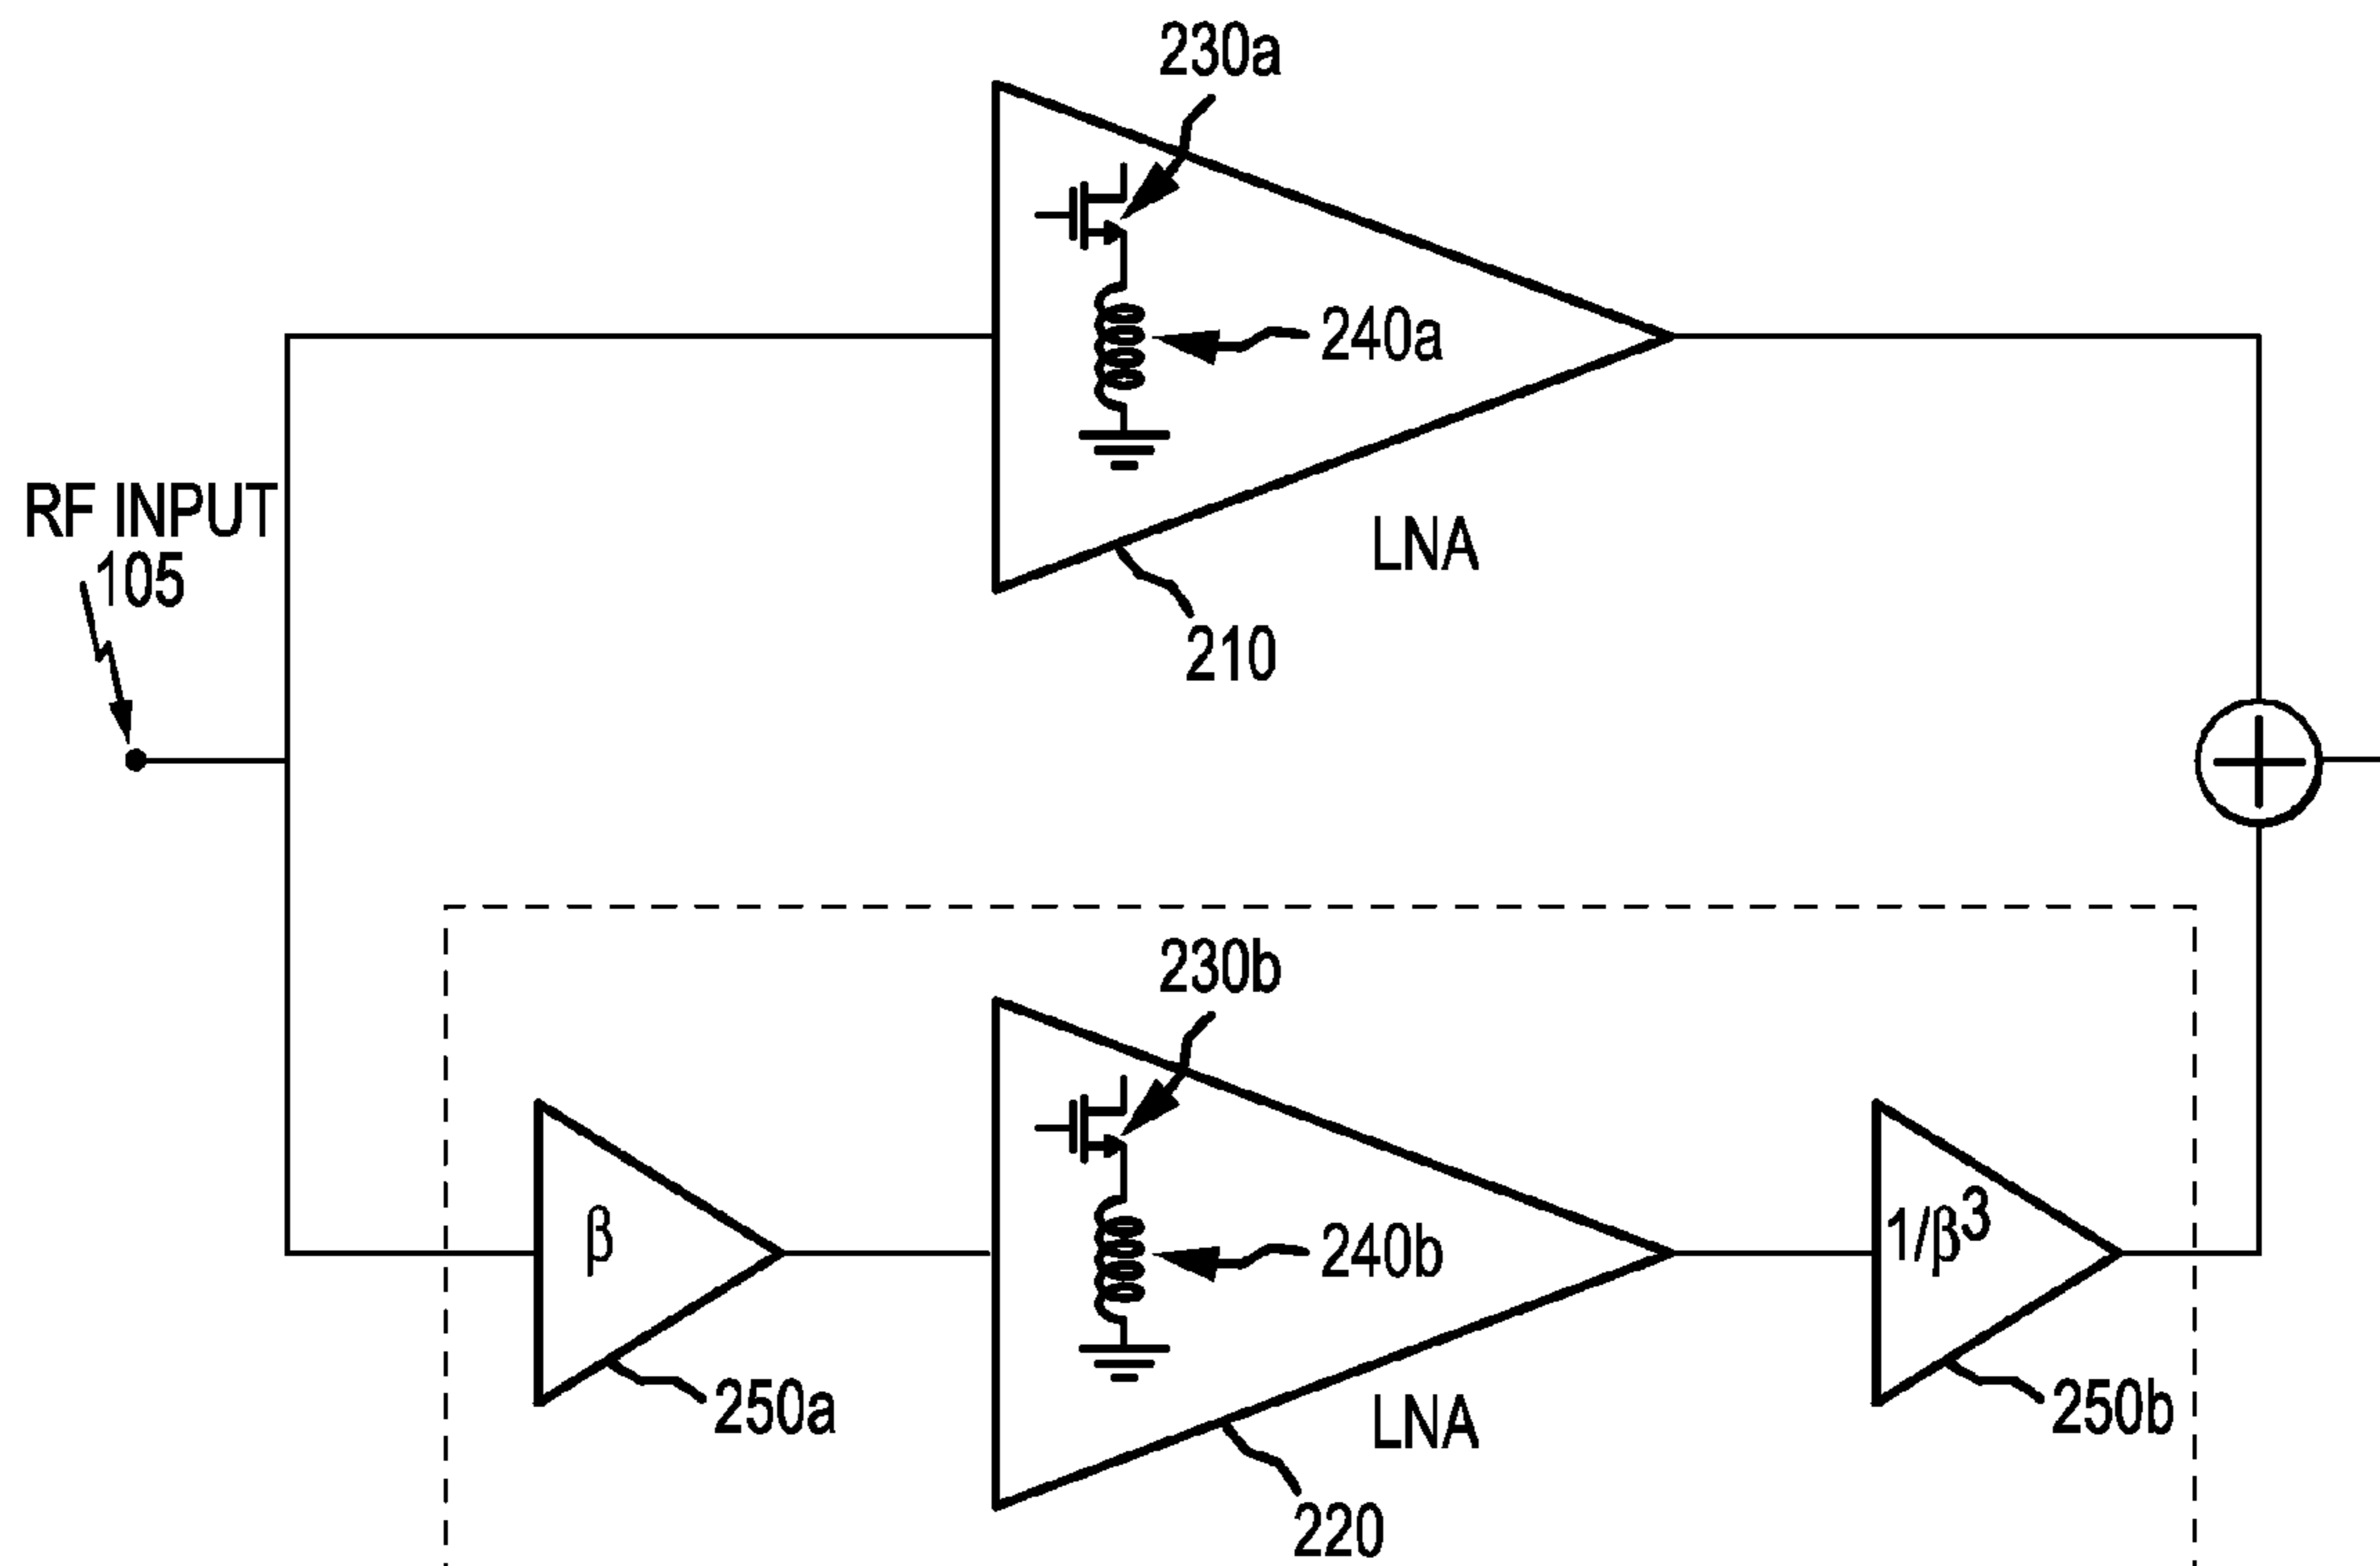 230a
240a
RF INPUT
105
LNA
210
230b
β
240b
1/β³
250a
LNA
250b
220